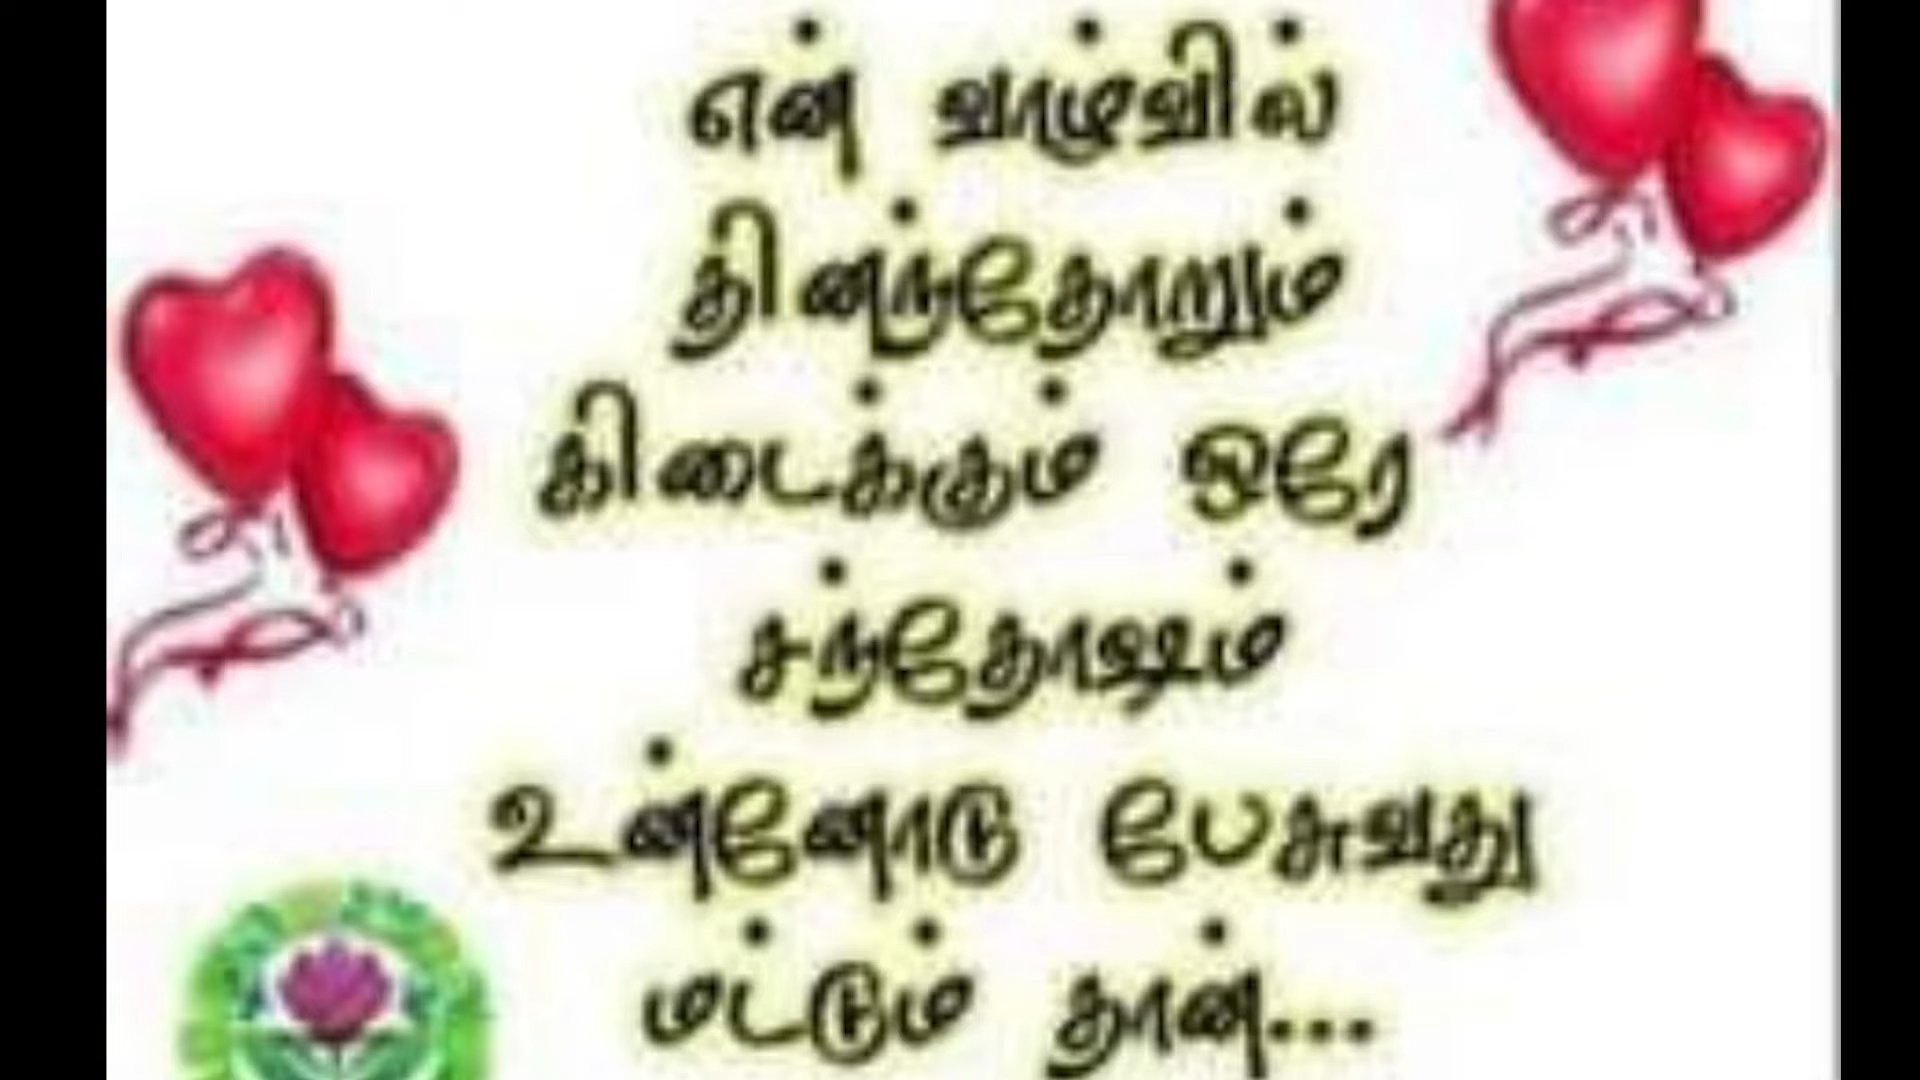 என் வாழ்வில்
தினந்தோறும்
கிடைக்கும் ஒரே
சந்தோஷம்
உன்னோடு பேசுவது
மட்டும் தான்...